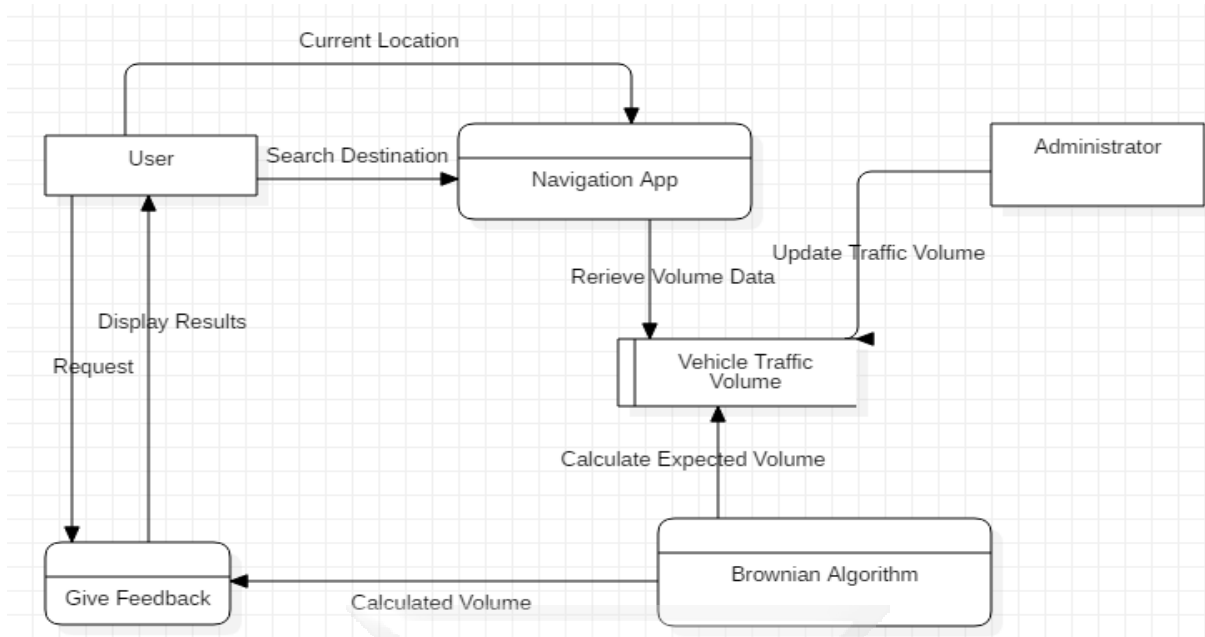 Current Location
User
Search Destination
Navigation App
Administrator
Update Traffic Volume
Rerieve Volume Data
Display Results
Request
Vehicle Traffic
Volume
Calculate Expected Volume
Brownian Algorithm
Give Feedback
Calculated Volume